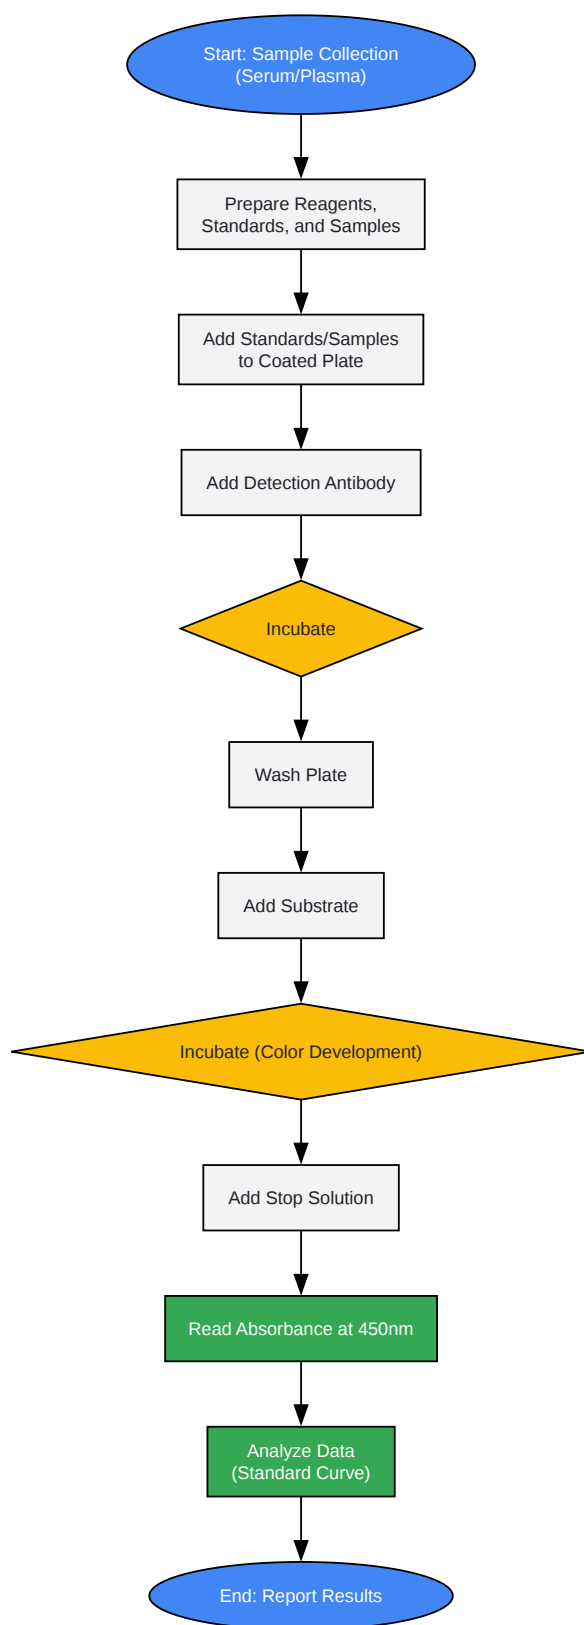 Start: Sample Collection
(Serum/Plasma)
Prepare Reagents,
Standards, and Samples
Add Standards/Samples
to Coated Plate
Add Detection Antibody
Incubate
Wash Plate
Add Substrate
Incubate (Color Development)
Add Stop Solution
Read Absorbance at 450nm
Analyze Data
(Standard Curve)
End: Report Results